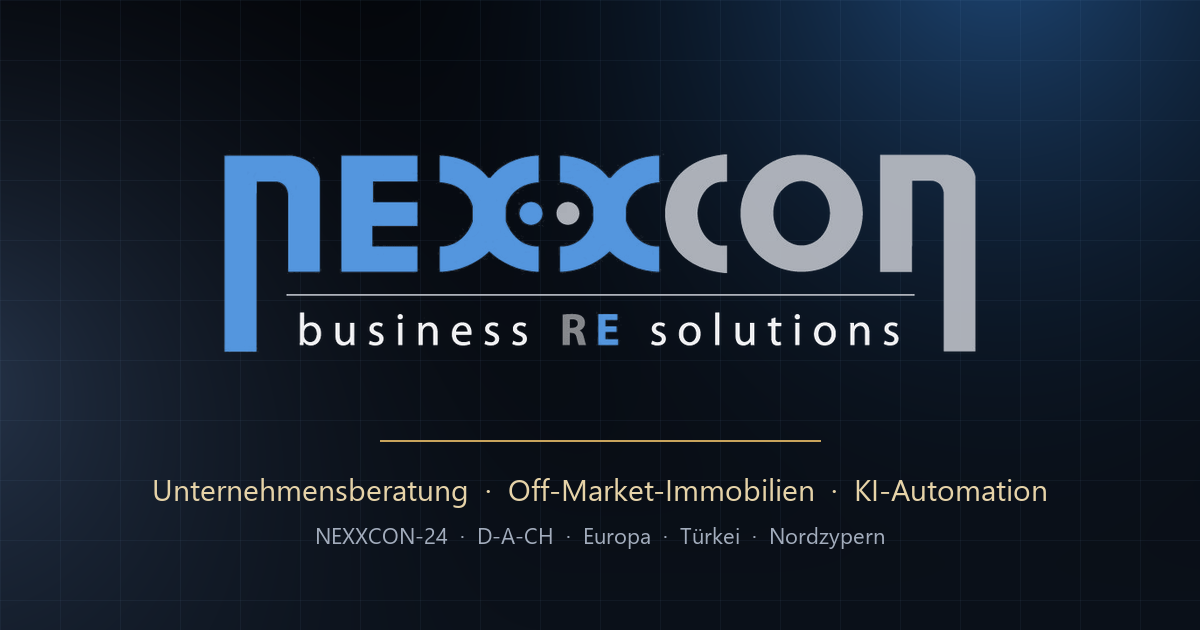 nEXXCOn
business RE solutions
Unternehmensberatung · Off-Market-Immobilien · KI-Automation
NEXXCON-24 · D-A-CH · Europa · Türkei · Nordzypern